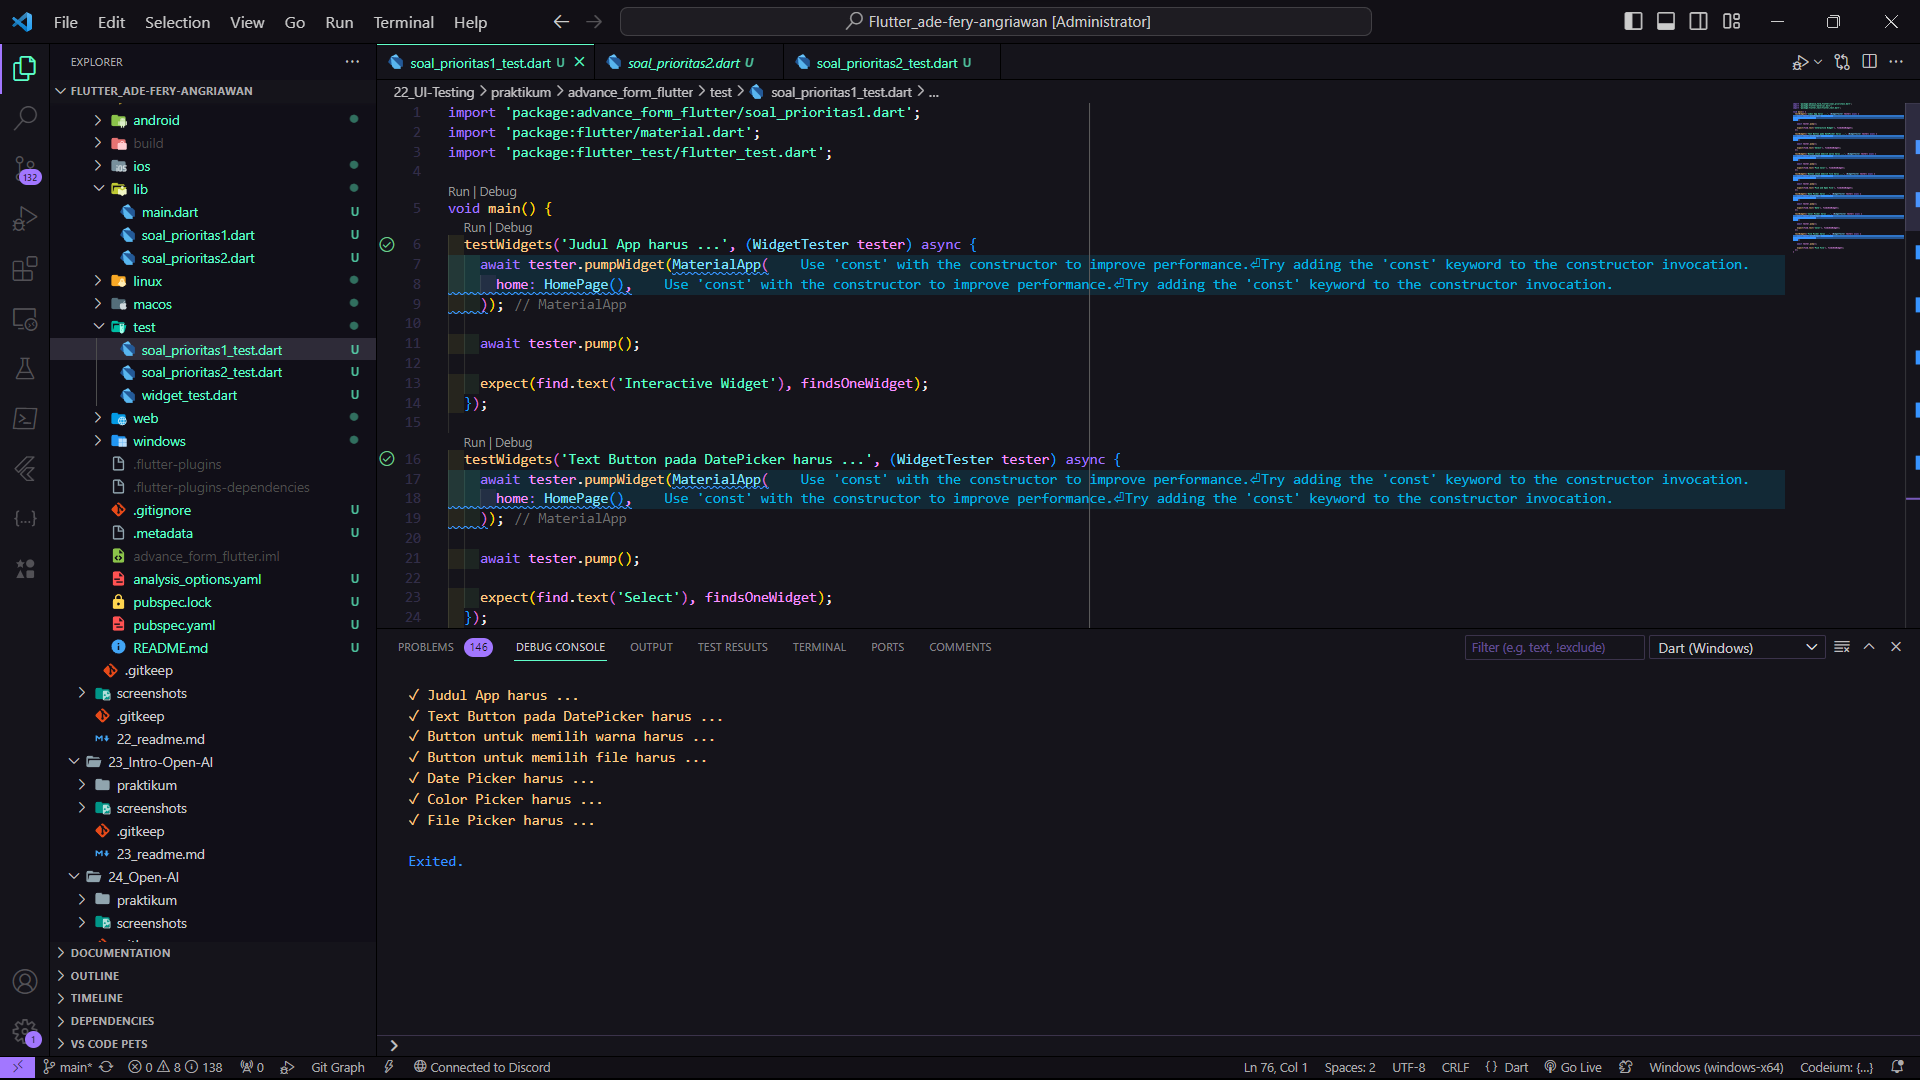 File Edit Selection View Go Run Terminal Help
Flutter_ade-fery-angriawan [Administrator]
EXPLORER
FLUTTER_ADE-FERY-ANGRIAWAN
android
build
ios
lib
main.dart U
soal_prioritas1.dart U
soal_prioritas2.dart U
linux
macos
test
soal_prioritas1_test.dart U
soal_prioritas2_test.dart U
widget_test.dart U
web
windows
.flutter-plugins
.flutter-plugins-dependencies
.gitignore U
.metadata U
advance_form_flutter.iml
analysis_options.yaml U
pubspec.lock U
pubspec.yaml U
README.md U
.gitkeep
screenshots
.gitkeep
22_readme.md
23_Intro-Open-AI
praktikum
screenshots
.gitkeep
23_readme.md
24_Open-AI
praktikum
screenshots
DOCUMENTATION
OUTLINE
TIMELINE
DEPENDENCIES
VS CODE PETS
132
1
soal_prioritas1_test.dart U soal_prioritas2.dart U soal_prioritas2_test.dart U
22_UI-Testing > praktikum > advance_form_flutter > test > soal_prioritas1_test.dart > ...
1 import 'package:advance_form_flutter/soal_prioritas1.dart';
2 import 'package:flutter/material.dart';
3 import 'package:flutter_test/flutter_test.dart';
4
Run | Debug
5 void main() {
Run | Debug
6 testWidgets('Judul App harus ...', (WidgetTester tester) async {
7 await tester.pumpWidget(MaterialApp( Use 'const' with the constructor to improve performance.⏎Try adding the 'const' keyword to the constructor invocation.
8 home: HomePage(), Use 'const' with the constructor to improve performance.⏎Try adding the 'const' keyword to the constructor invocation.
9 )); // MaterialApp
10
11 await tester.pump();
12
13 expect(find.text('Interactive Widget'), findsOneWidget);
14 });
15
Run | Debug
16 testWidgets('Text Button pada DatePicker harus ...', (WidgetTester tester) async {
17 await tester.pumpWidget(MaterialApp( Use 'const' with the constructor to improve performance.⏎Try adding the 'const' keyword to the constructor invocation.
18 home: HomePage(), Use 'const' with the constructor to improve performance.⏎Try adding the 'const' keyword to the constructor invocation.
19 )); // MaterialApp
20
21 await tester.pump();
22
23 expect(find.text('Select'), findsOneWidget);
24 });
PROBLEMS 146 DEBUG CONSOLE OUTPUT TEST RESULTS TERMINAL PORTS COMMENTS
Filter (e.g. text, !exclude) Dart (Windows)
✓ Judul App harus ...
✓ Text Button pada DatePicker harus ...
✓ Button untuk memilih warna harus ...
✓ Button untuk memilih file harus ...
✓ Date Picker harus ...
✓ Color Picker harus ...
✓ File Picker harus ...
Exited.
main* 0 8 138 0 Git Graph Connected to Discord
Ln 76, Col 1 Spaces: 2 UTF-8 CRLF { } Dart Go Live Windows (windows-x64) Codeium: {...}